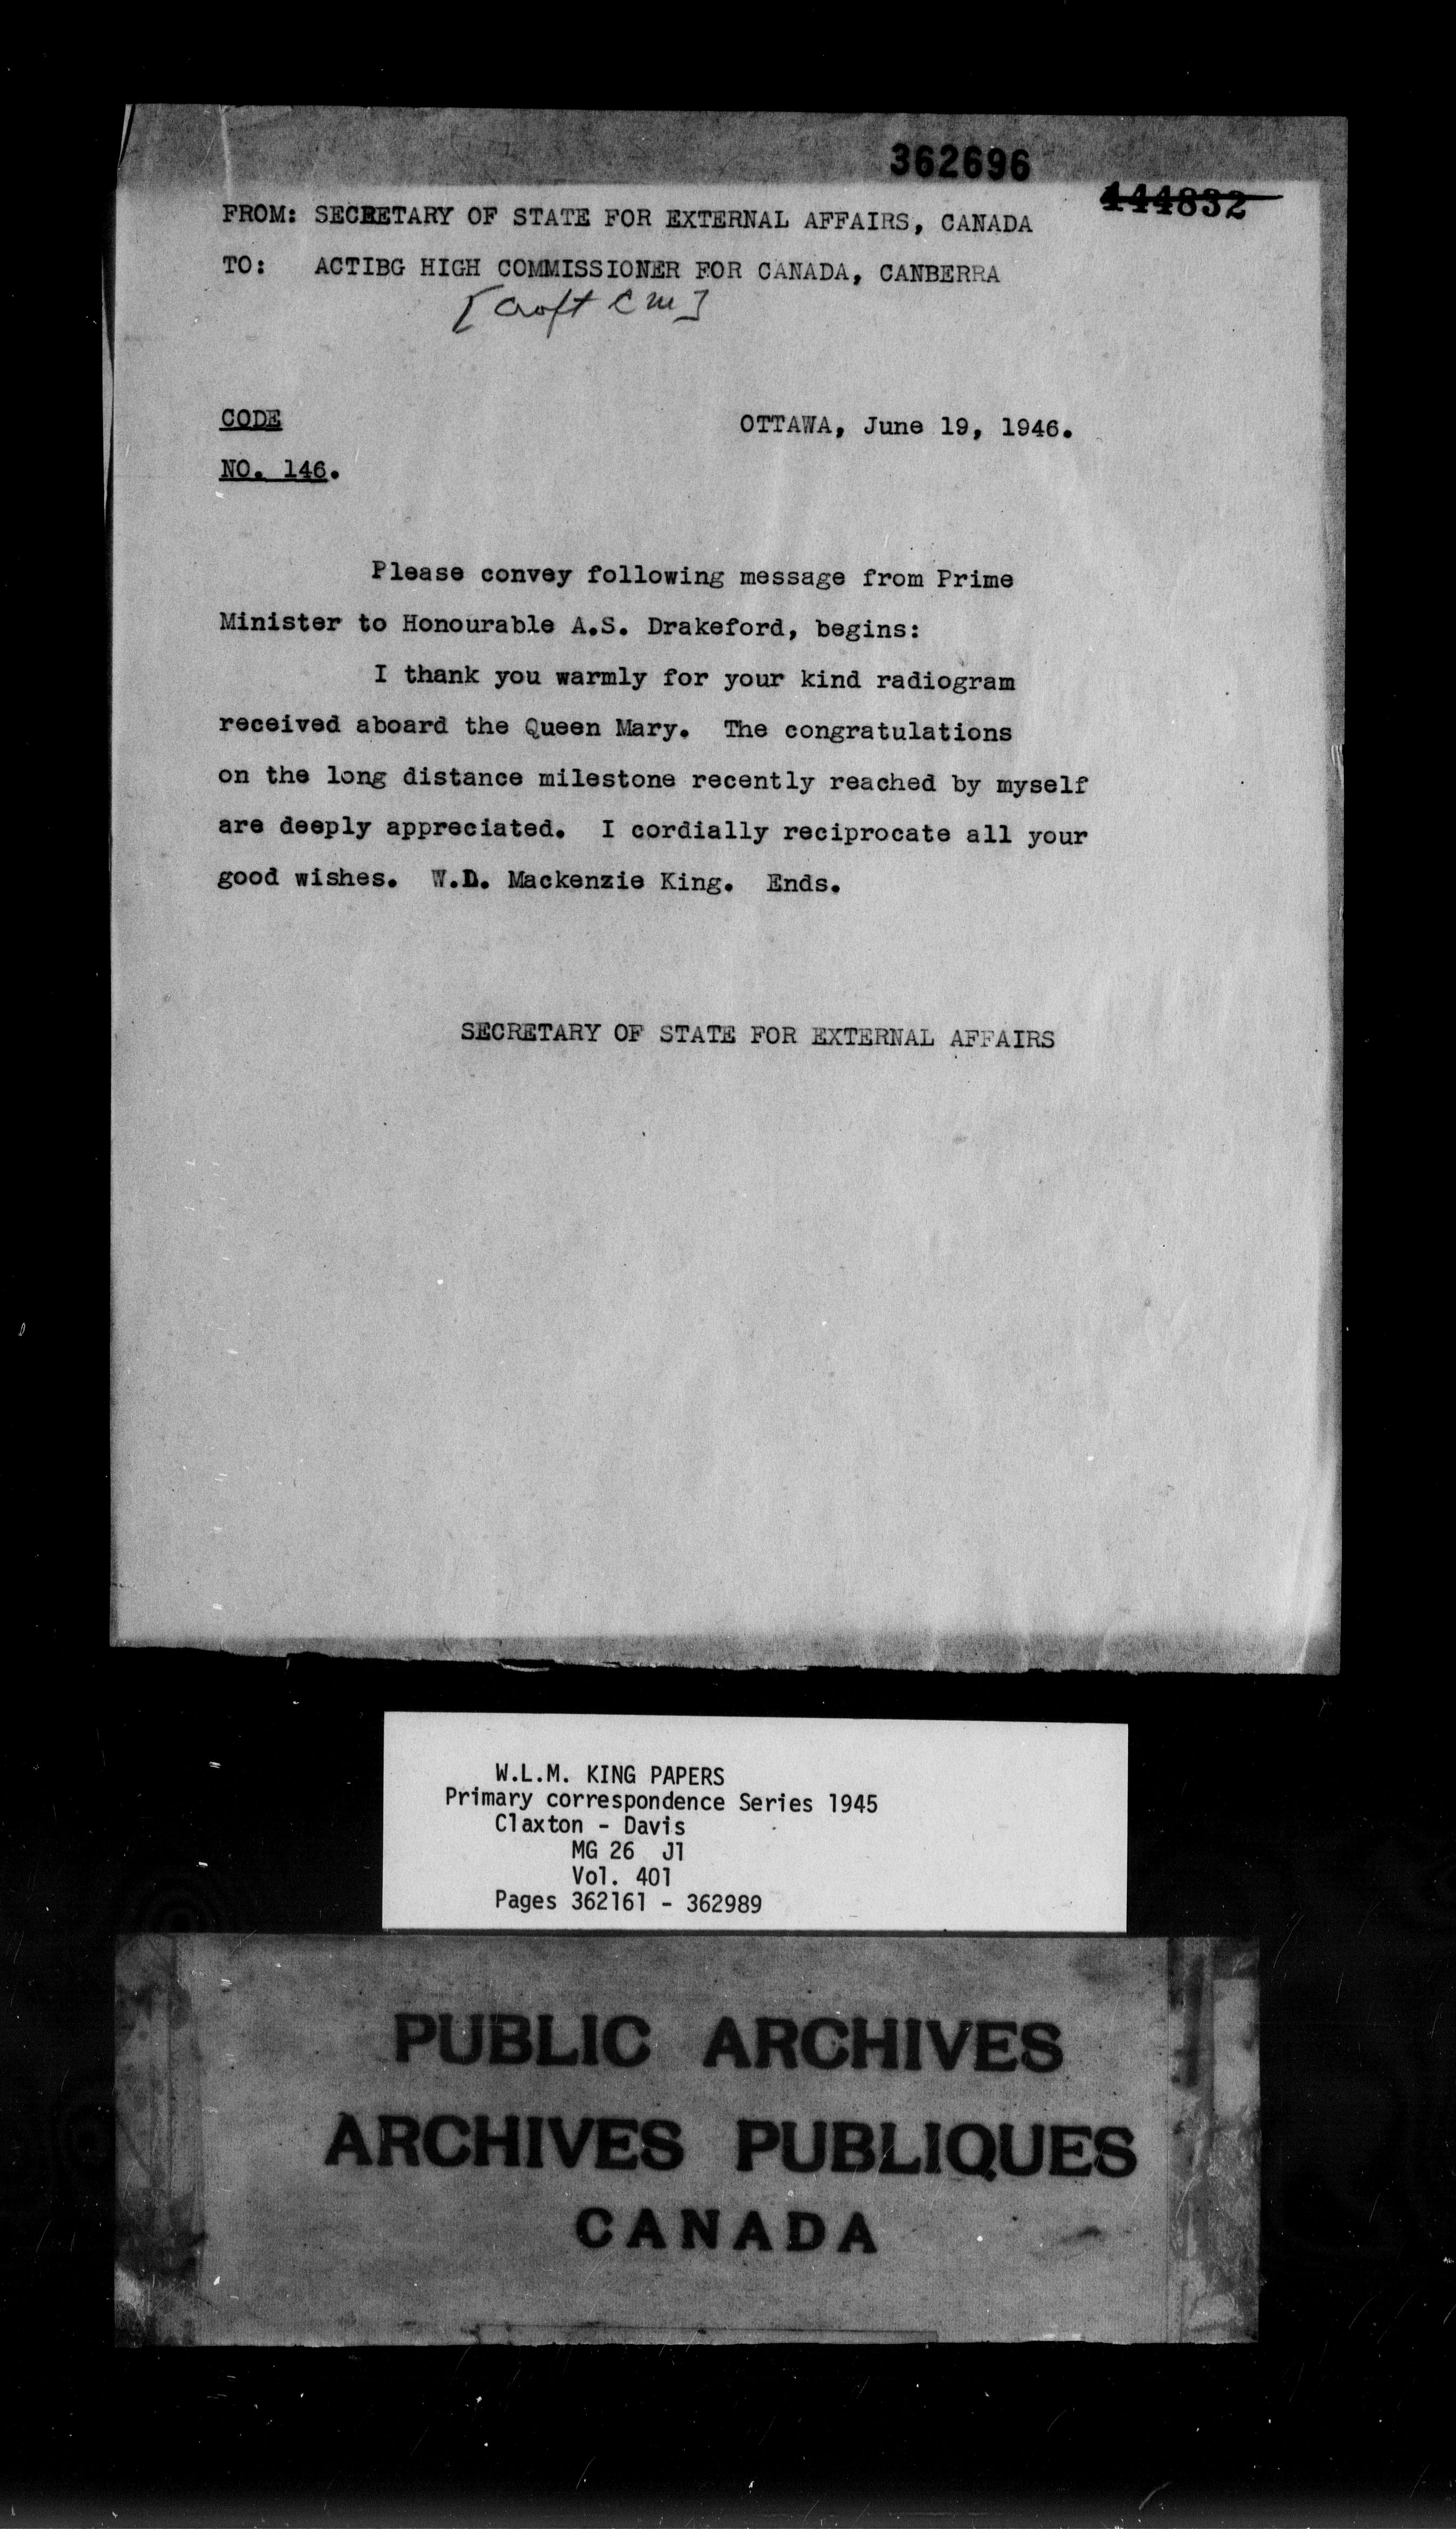 362696
444832
FROM: SECRETARY OF STATE FOR EXTERNAL AFFAIRS, CANADA
TO: ACTIBG HIGH COMMISSIONER FOR CANADA, CANBERRA
[Croft C M]
CODE
OTTAWA, June 19, 1946.
NO. 146.
Please convey following message from Prime
Minister to Honourable A.S. Drakeford, begins:
I thank you warmly for your kind radiogram
received aboard the Queen Mary. The congratulations
on the long distance milestone recently reached by myself
are deeply appreciated. I cordially reciprocate all your
good wishes. W.D. Mackenzie King. Ends.
SECRETARY OF STATE FOR EXTERNAL AFFAIRS
W.L.M. KING PAPERS
Primary correspondence Series 1945
Claxton - Davis
MG 26 J1
Vol. 401
Pages 362161 - 362989
PUBLIC ARCHIVES
ARCHIVES PUBLIQUES
CANADA